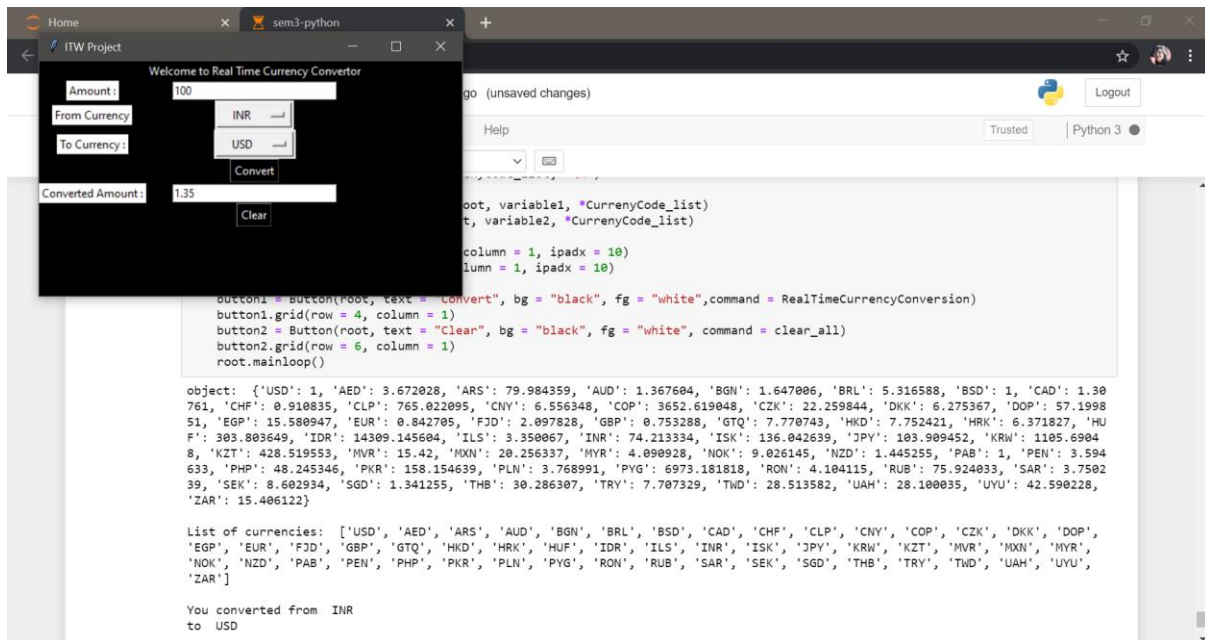 Home
sem3-python
ITW Project
Welcome to Real Time Currency Convertor
Amount :
100
From Currency
INR
To Currency :
USD
Convert
Converted Amount :
1.35
Clear
go (unsaved changes)
Logout
Help
Trusted
Python 3
oot, variable1, *CurrenyCode_list)
t, variable2, *CurrenyCode_list)
column = 1, ipadx = 10)
lumn = 1, ipadx = 10)
button1 = Button(root, text = "Convert", bg = "black", fg = "white",command = RealTimeCurrencyConversion)
button1.grid(row = 4, column = 1)
button2 = Button(root, text = "Clear", bg = "black", fg = "white", command = clear_all)
button2.grid(row = 6, column = 1)
root.mainloop()
object: {'USD': 1, 'AED': 3.672028, 'ARS': 79.984359, 'AUD': 1.367604, 'BGN': 1.647006, 'BRL': 5.316588, 'BSD': 1, 'CAD': 1.30
761, 'CHF': 0.910835, 'CLP': 765.022095, 'CNY': 6.556348, 'COP': 3652.619048, 'CZK': 22.259844, 'DKK': 6.275367, 'DOP': 57.1998
51, 'EGP': 15.580947, 'EUR': 0.842705, 'FJD': 2.097828, 'GBP': 0.753288, 'GTQ': 7.770743, 'HKD': 7.752421, 'HRK': 6.371827, 'HU
F': 303.803649, 'IDR': 14309.145604, 'ILS': 3.350067, 'INR': 74.213334, 'ISK': 136.042639, 'JPY': 103.909452, 'KRW': 1105.6904
8, 'KZT': 428.519553, 'MVR': 15.42, 'MXN': 20.256337, 'MYR': 4.090928, 'NOK': 9.026145, 'NZD': 1.445255, 'PAB': 1, 'PEN': 3.594
633, 'PHP': 48.245346, 'PKR': 158.154639, 'PLN': 3.768991, 'PYG': 6973.181818, 'RON': 4.104115, 'RUB': 75.924033, 'SAR': 3.7502
39, 'SEK': 8.602934, 'SGD': 1.341255, 'THB': 30.286307, 'TRY': 7.707329, 'TWD': 28.513582, 'UAH': 28.100035, 'UYU': 42.590228,
'ZAR': 15.406122}
List of currencies: ['USD', 'AED', 'ARS', 'AUD', 'BGN', 'BRL', 'BSD', 'CAD', 'CHF', 'CLP', 'CNY', 'COP', 'CZK', 'DKK', 'DOP',
'EGP', 'EUR', 'FJD', 'GBP', 'GTQ', 'HKD', 'HRK', 'HUF', 'IDR', 'ILS', 'INR', 'ISK', 'JPY', 'KRW', 'KZT', 'MVR', 'MXN', 'MYR',
'NOK', 'NZD', 'PAB', 'PEN', 'PHP', 'PKR', 'PLN', 'PYG', 'RON', 'RUB', 'SAR', 'SEK', 'SGD', 'THB', 'TRY', 'TWD', 'UAH', 'UYU',
'ZAR']
You converted from INR
to USD